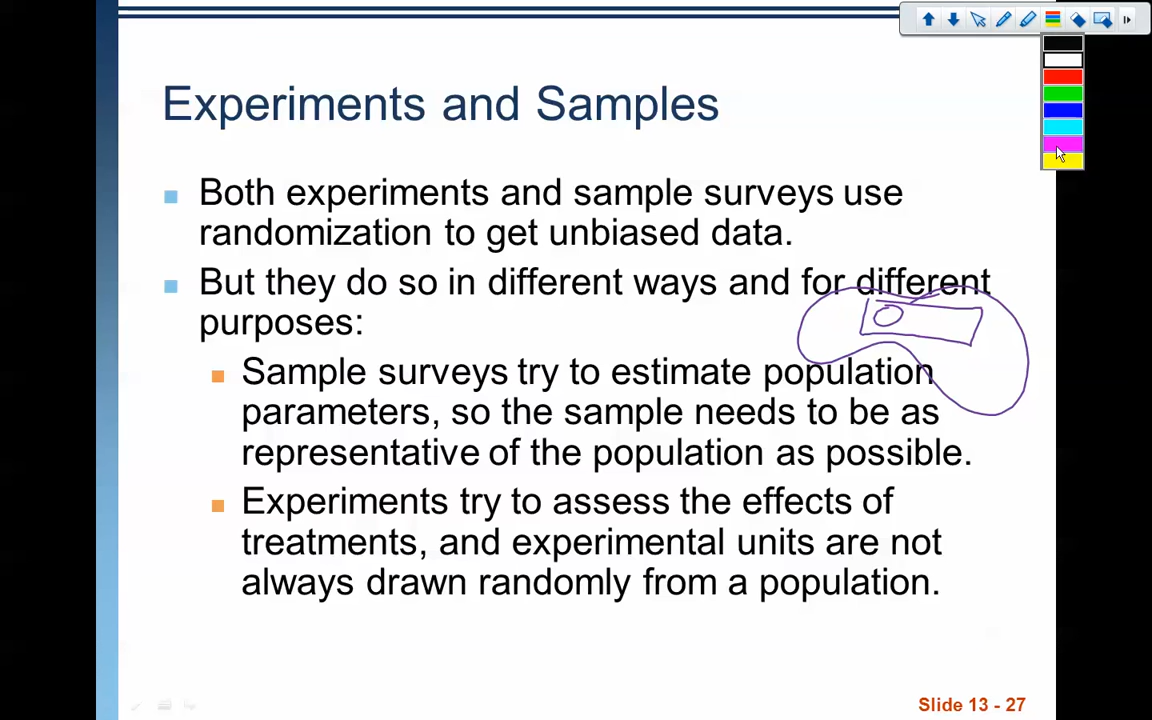 Experiments and Samples
Both experiments and sample surveys use
randomization to get unbiased data.
But they do so in different ways and for different
purposes:
Sample surveys try to estimate population
parameters, so the sample needs to be as
representative of the population as possible.
Experiments try to assess the effects of
treatments, and experimental units are not
always drawn randomly from a population.
Slide 13 - 27